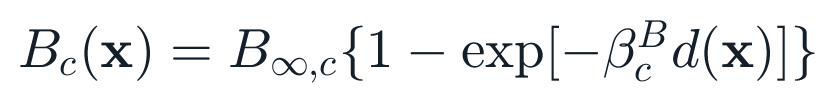 B_c(𝐱) = B_{∞,c}{1 − exp[−β_c^B d(𝐱)]}